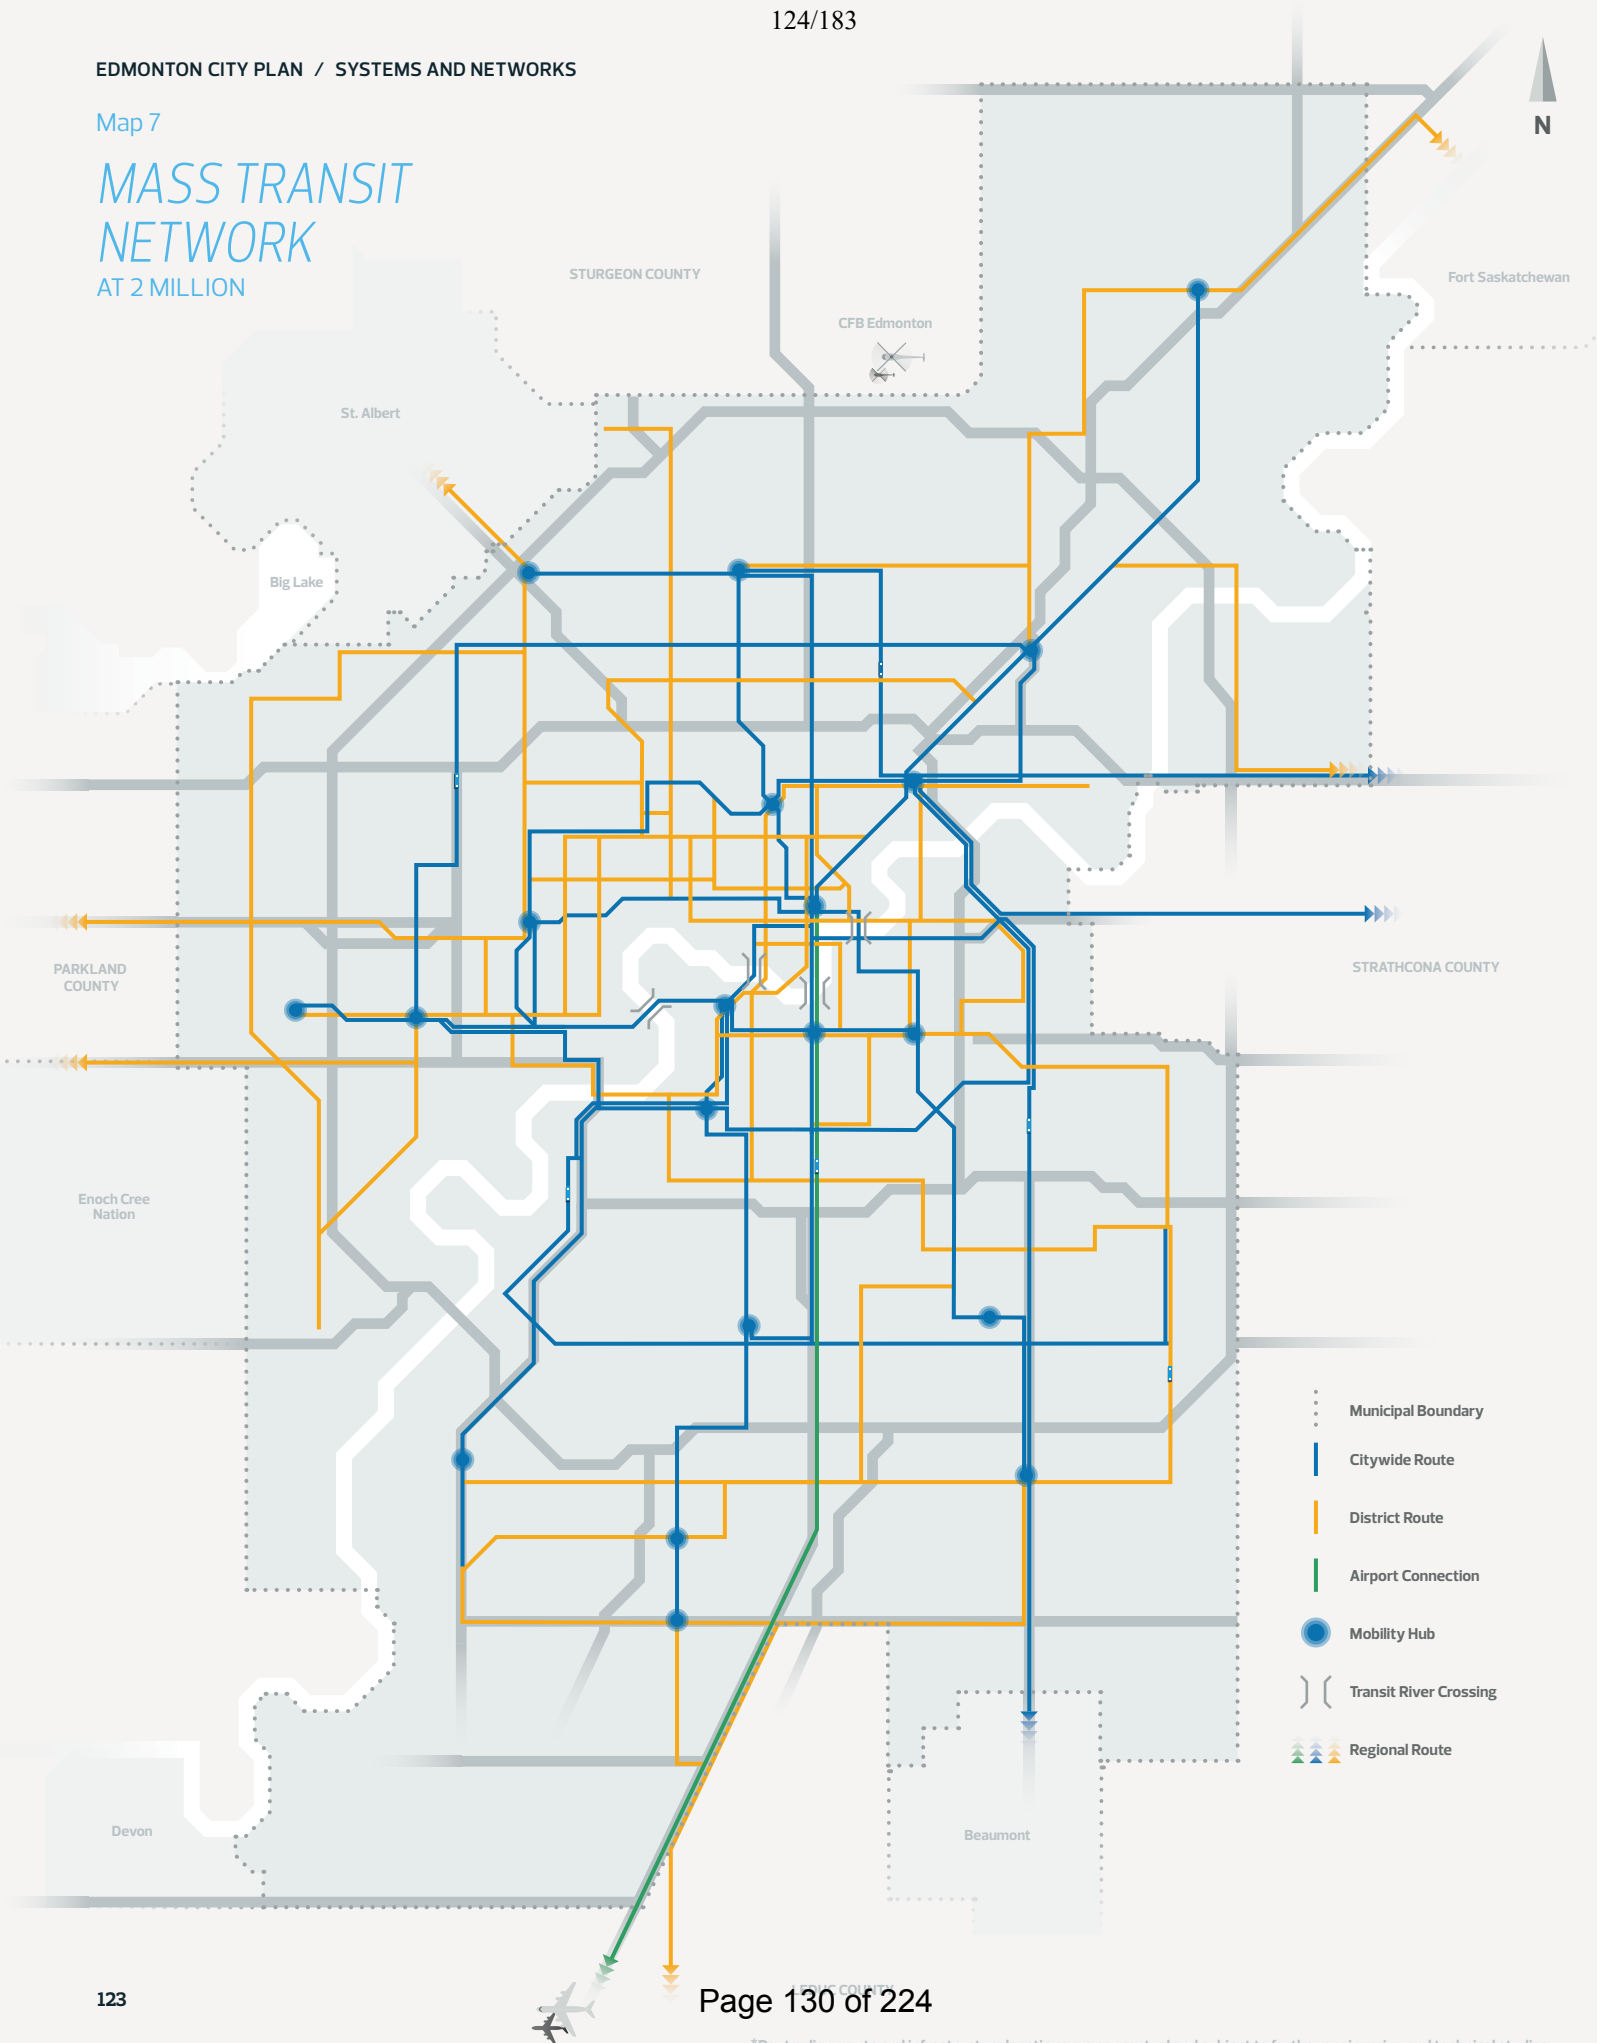 124/183
EDMONTON CITY PLAN / SYSTEMS AND NETWORKS
Map 7
MASS TRANSIT
NETWORK
AT 2 MILLION
N
STURGEON COUNTY
Fort Saskatchewan
CFB Edmonton
St. Albert
Big Lake
PARKLAND
COUNTY
STRATHCONA COUNTY
Enoch Cree
Nation
Municipal Boundary
Citywide Route
District Route
Airport Connection
Mobility Hub
Transit River Crossing
Regional Route
Devon
Beaumont
LEDUC COUNTY
123
Page 130 of 224